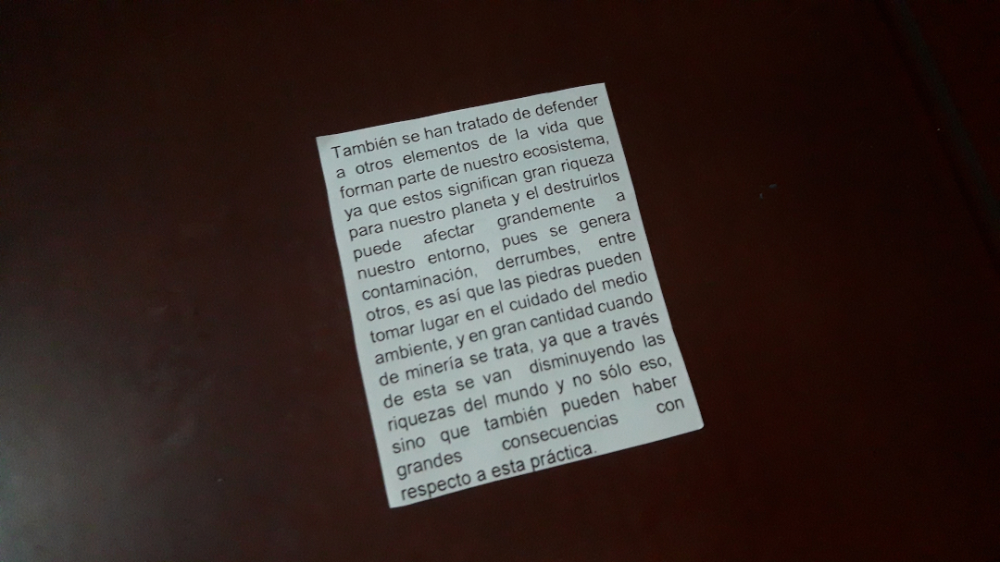 También se han tratado de defender
a otros elementos de la vida que
forman parte de nuestro ecosistema,
ya que estos significan gran riqueza
para nuestro planeta y el destruirlos
puede afectar grandemente a
nuestro entorno, pues se genera
contaminación, derrumbes, entre
otros, es así que las piedras pueden
tomar lugar en el cuidado del medio
ambiente, y en gran cantidad cuando
de minería se trata, ya que a través
de esta se van disminuyendo las
riquezas del mundo y no sólo eso,
sino que también pueden haber
grandes consecuencias con
respecto a esta práctica.